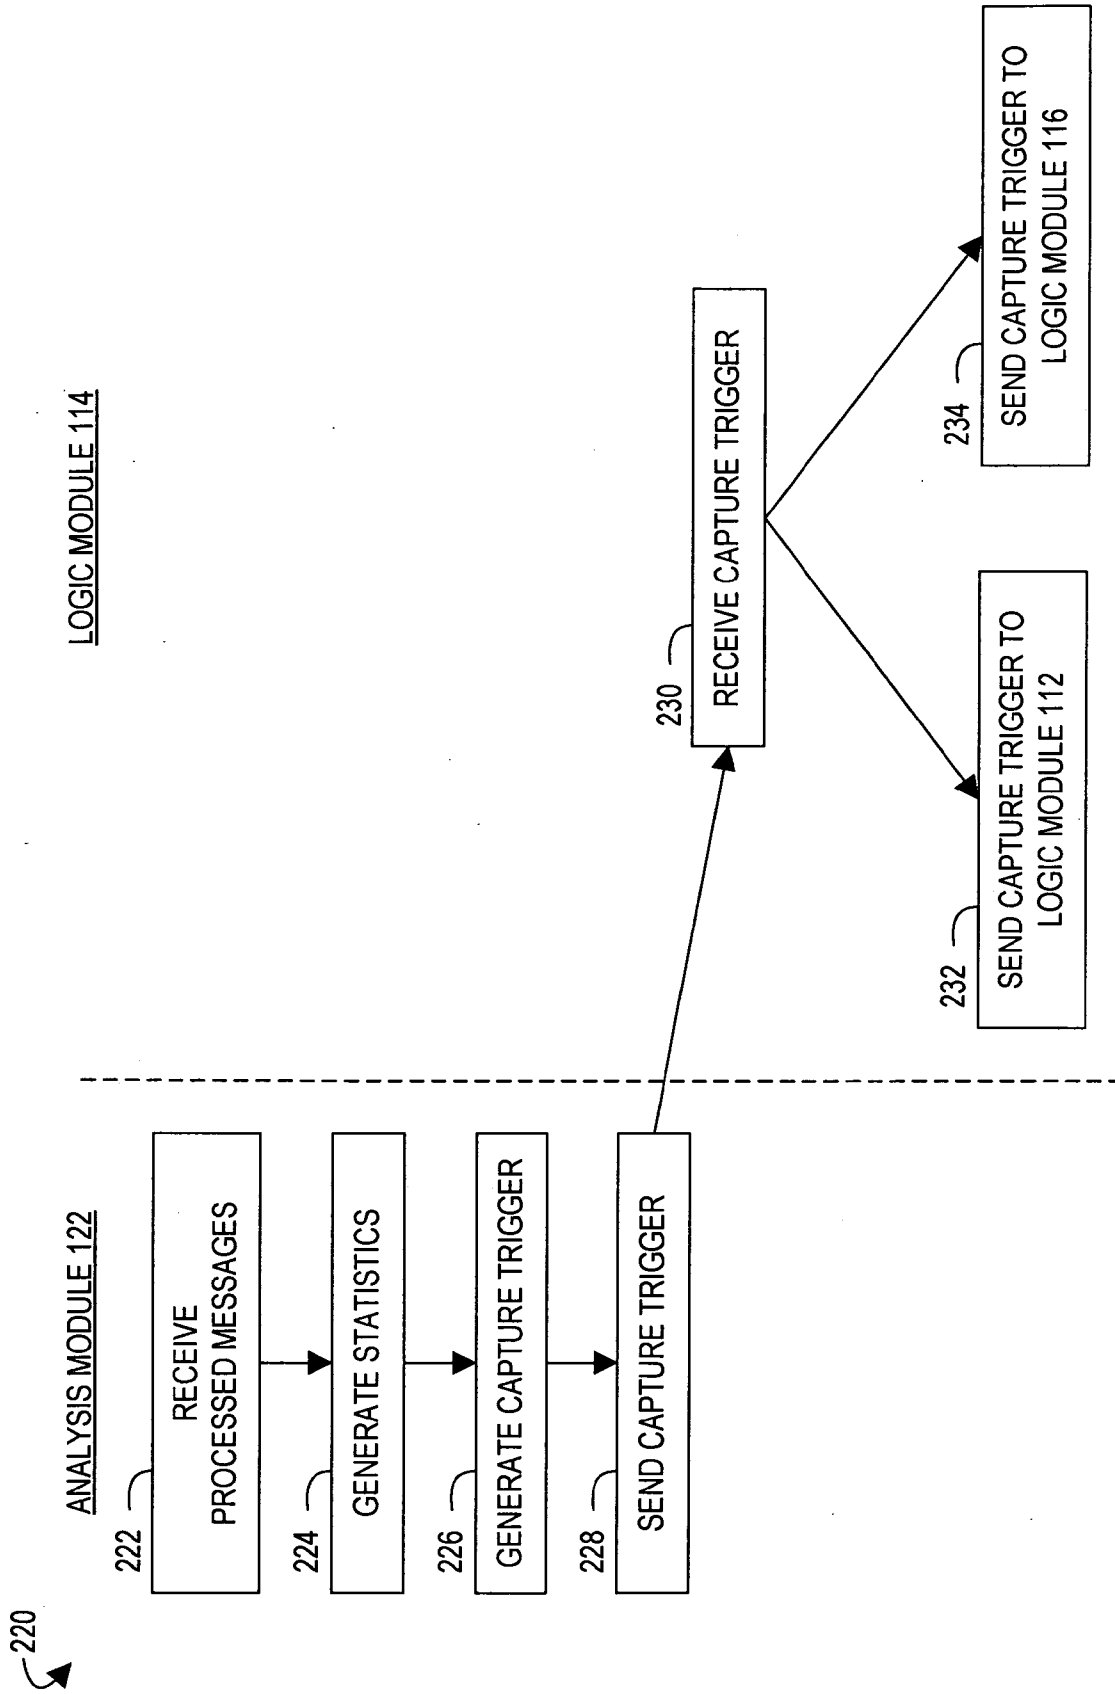 220
ANALYSIS MODULE 122
222
RECEIVE
PROCESSED MESSAGES
224
GENERATE STATISTICS
226
GENERATE CAPTURE TRIGGER
228
SEND CAPTURE TRIGGER
LOGIC MODULE 114
230
RECEIVE CAPTURE TRIGGER
232
SEND CAPTURE TRIGGER TO
LOGIC MODULE 112
234
SEND CAPTURE TRIGGER TO
LOGIC MODULE 116